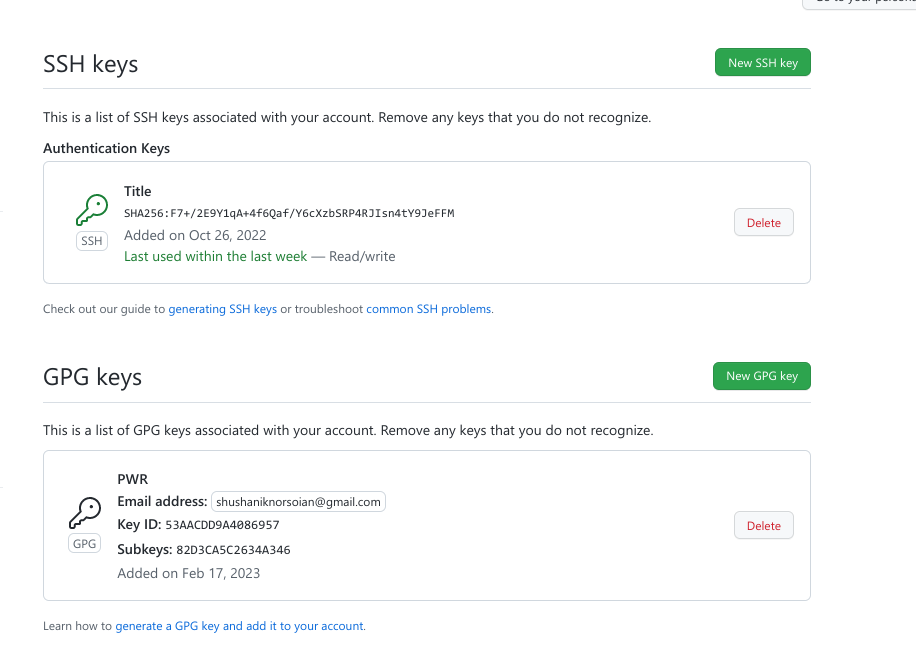 SSH keys
New SSH key
This is a list of SSH keys associated with your account. Remove any keys that you do not recognize.
Authentication Keys
Title
SHA256:F7+/2E9Y1qA+4f6Qaf/Y6cXzbSRP4RJIsn4tY9JeFFM
SSH
Added on Oct 26, 2022
Delete
Last used within the last week — Read/write
Check out our guide to generating SSH keys or troubleshoot common SSH problems.
GPG keys
New GPG key
This is a list of GPG keys associated with your account. Remove any keys that you do not recognize.
PWR
Email address: shushaniknorsoian@gmail.com
Key ID: 53AACDD9A4086957
GPG
Subkeys: 82D3CA5C2634A346
Delete
Added on Feb 17, 2023
Learn how to generate a GPG key and add it to your account.